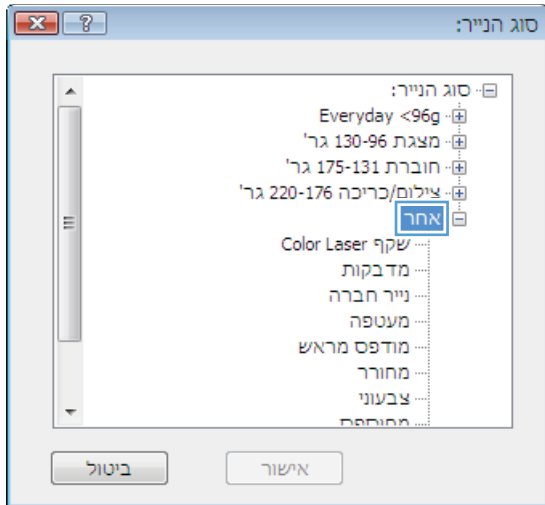 סוג הנייר:
סוג הנייר:
Everyday <96g
מצגת 130-96 גר'
חוברת 175-131 גר'
צילום/כריכה 220-176 גר'
אחר
שקף Color Laser
מדבקות
נייר חברה
מעטפה
מודפס מראש
מחורר
צבעוני
מחוספס
אישור
ביטול